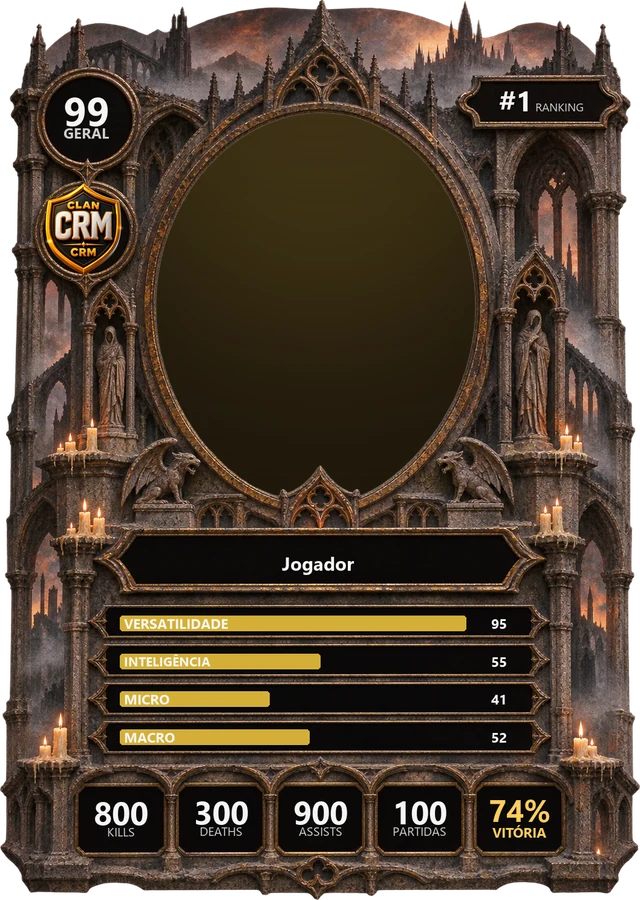 99
GERAL
#1 RANKING
CLAN
CRM
CRM
Jogador
VERSATILIDADE 95
INTELIGÊNCIA 55
MICRO 41
MACRO 52
800
KILLS
300
DEATHS
900
ASSISTS
100
PARTIDAS
74%
VITÓRIA